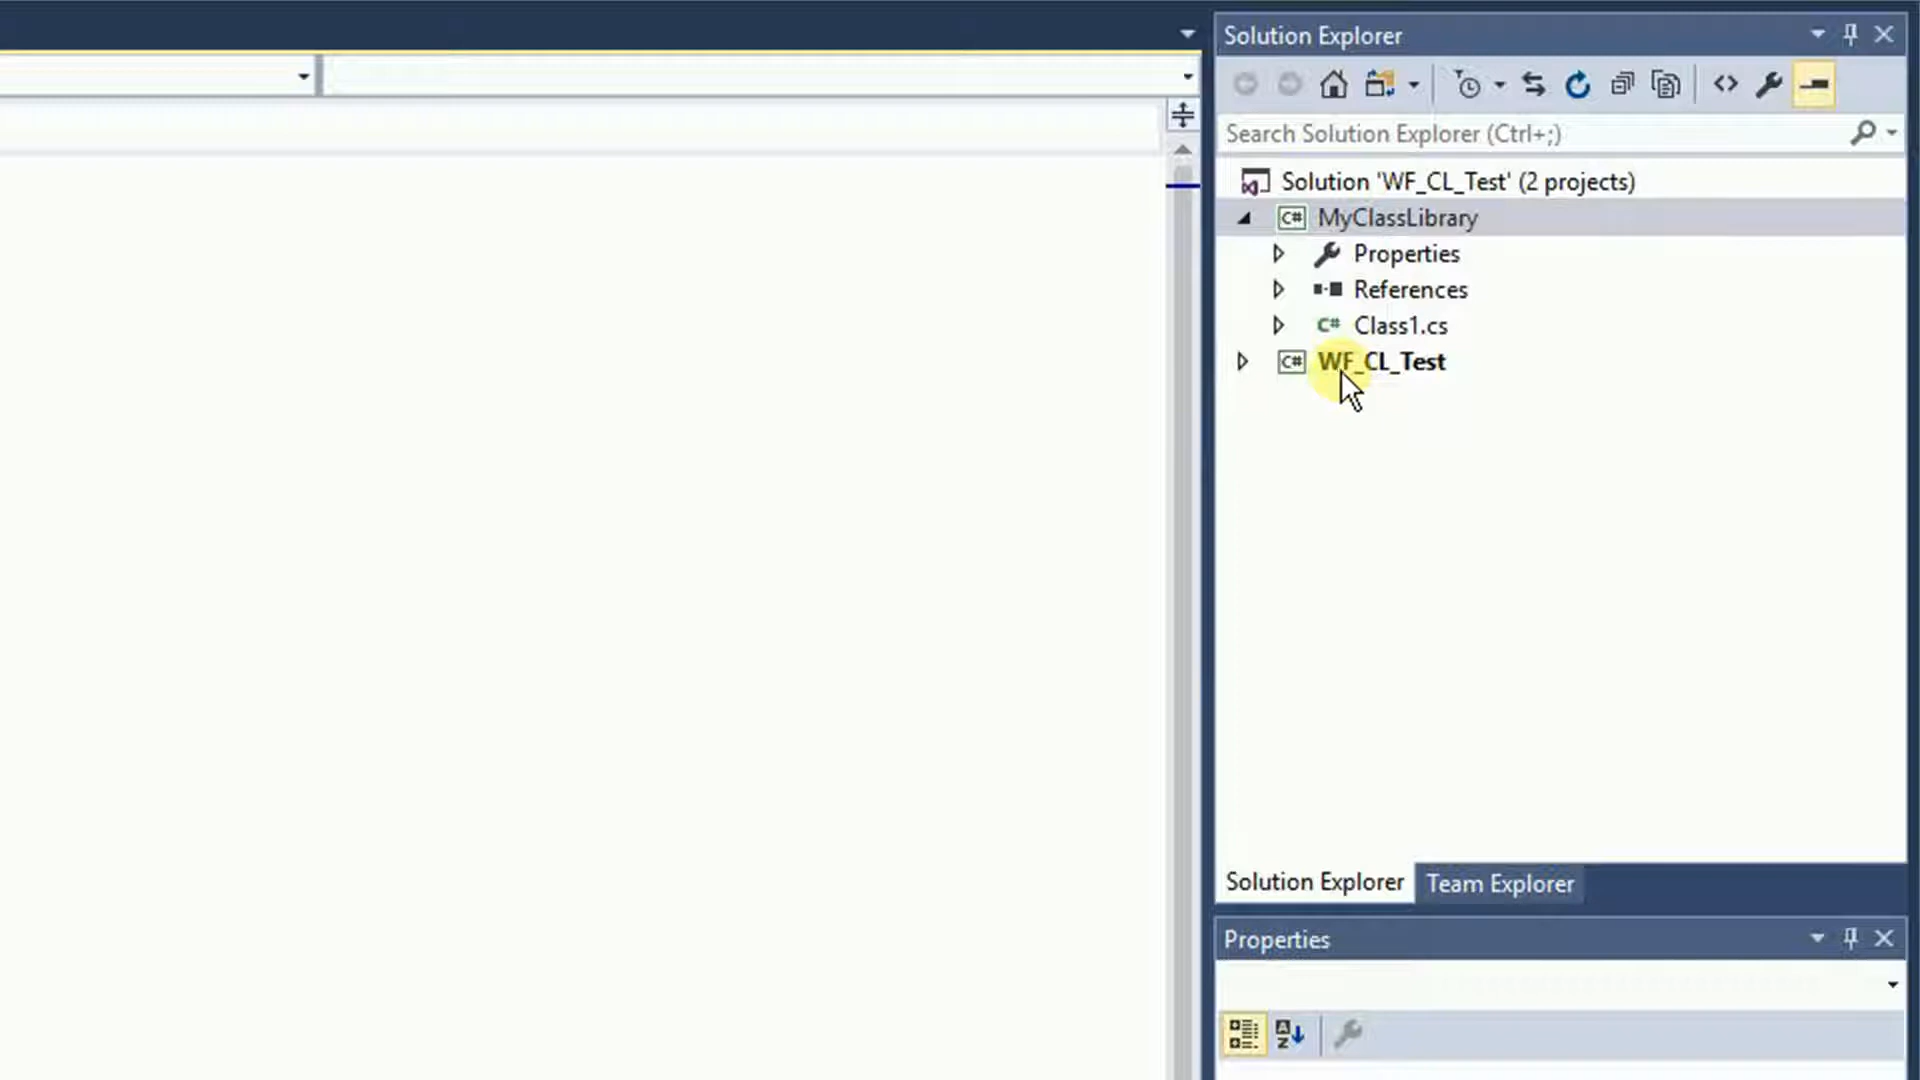 Solution Explorer
Search Solution Explorer (Ctrl+;)
Solution 'WF_CL_Test' (2 projects)
C# MyClassLibrary
Properties
References
C# Class1.cs
C# WF_CL_Test
Solution Explorer
Team Explorer
Properties